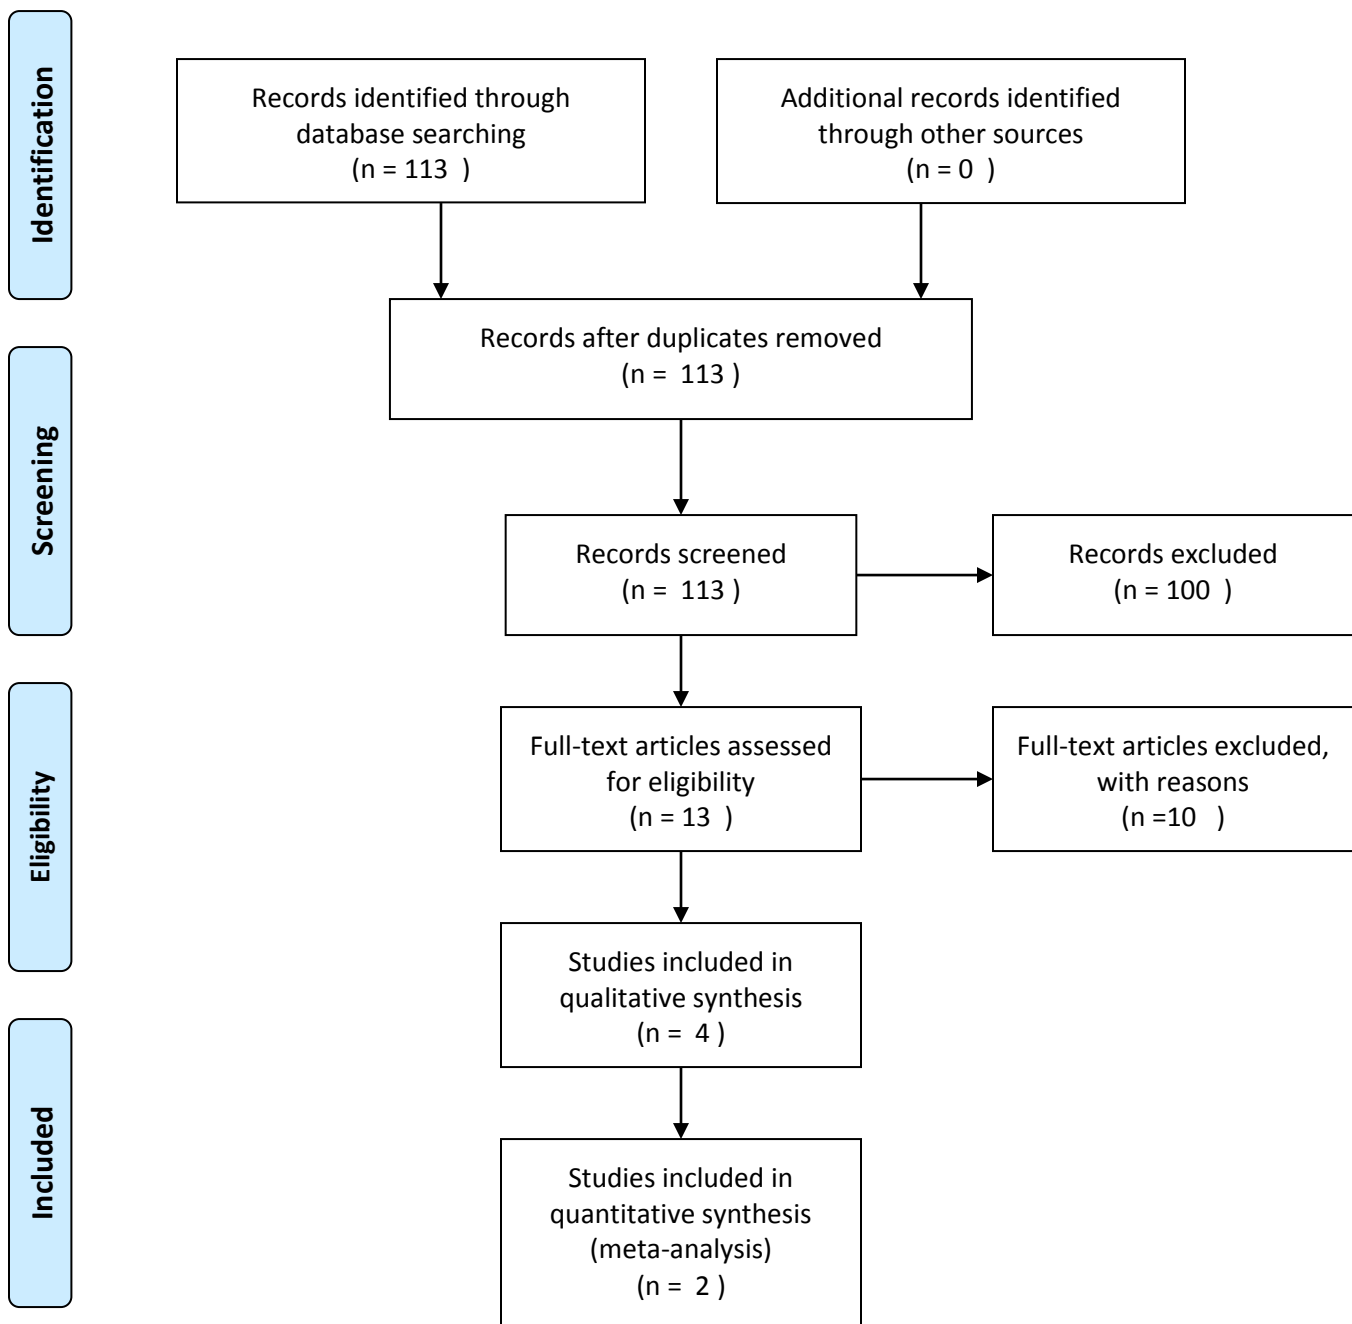 Identification
Records identified through
database searching
(n = 113  )
Additional records identified
through other sources
(n = 0  )
Records after duplicates removed
(n =  113 )
Screening
Records screened
(n =  113 )
Records excluded
(n = 100  )
Eligibility
Full-text articles assessed
for eligibility
(n = 13  )
Full-text articles excluded,
with reasons
(n =10   )
Studies included in
qualitative synthesis
(n =  4 )
Included
Studies included in
quantitative synthesis
(meta-analysis)
(n =  2 )